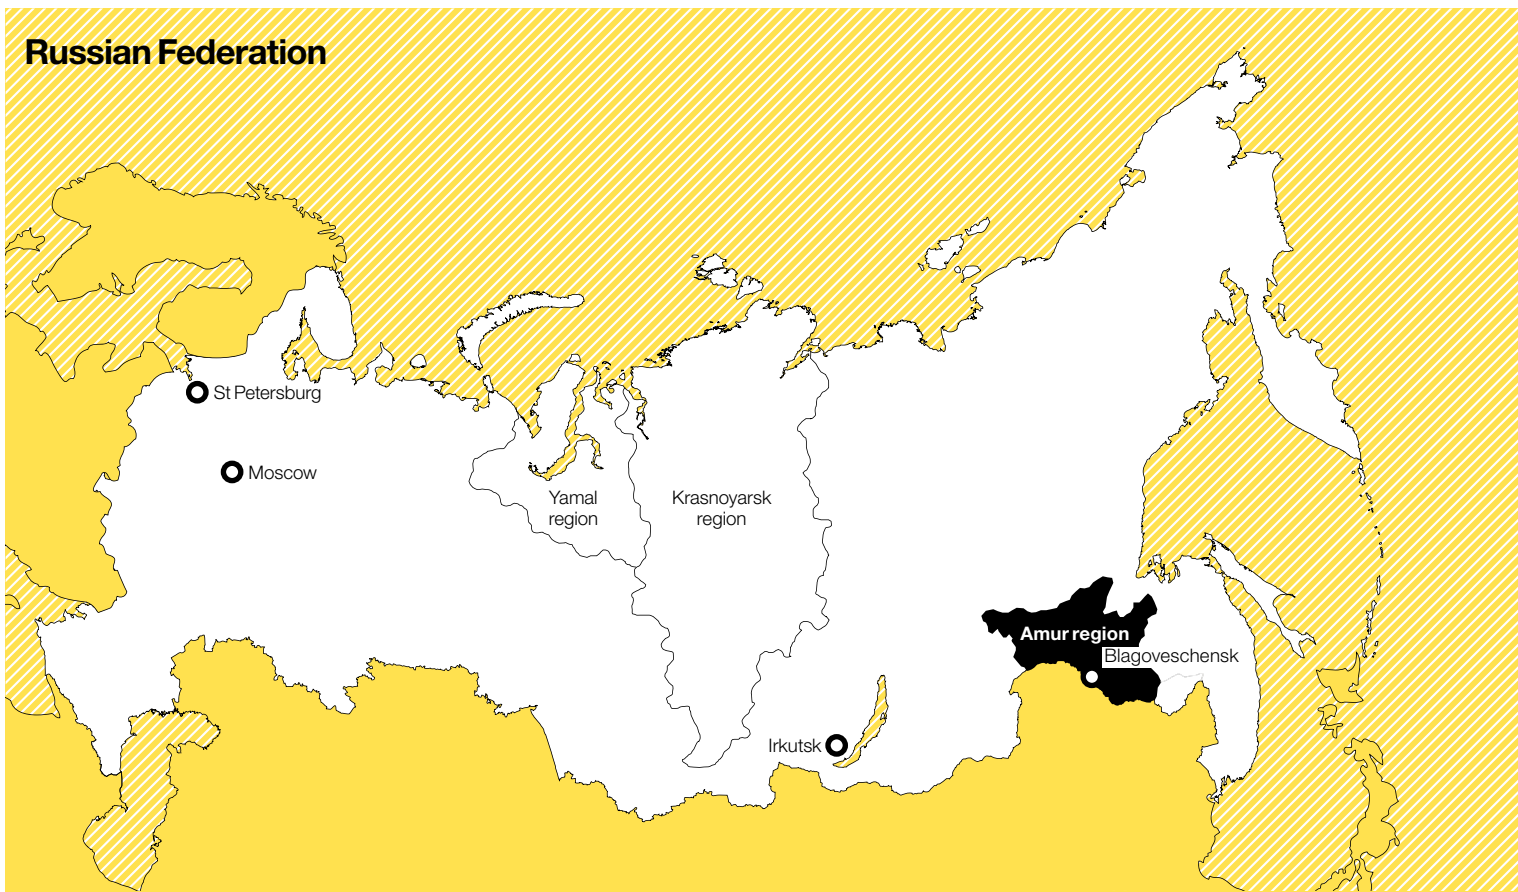 Russian Federation
St Petersburg
Moscow
Yamal
region
Krasnoyarsk
region
Amur region
Blagoveschensk
Irkutsk